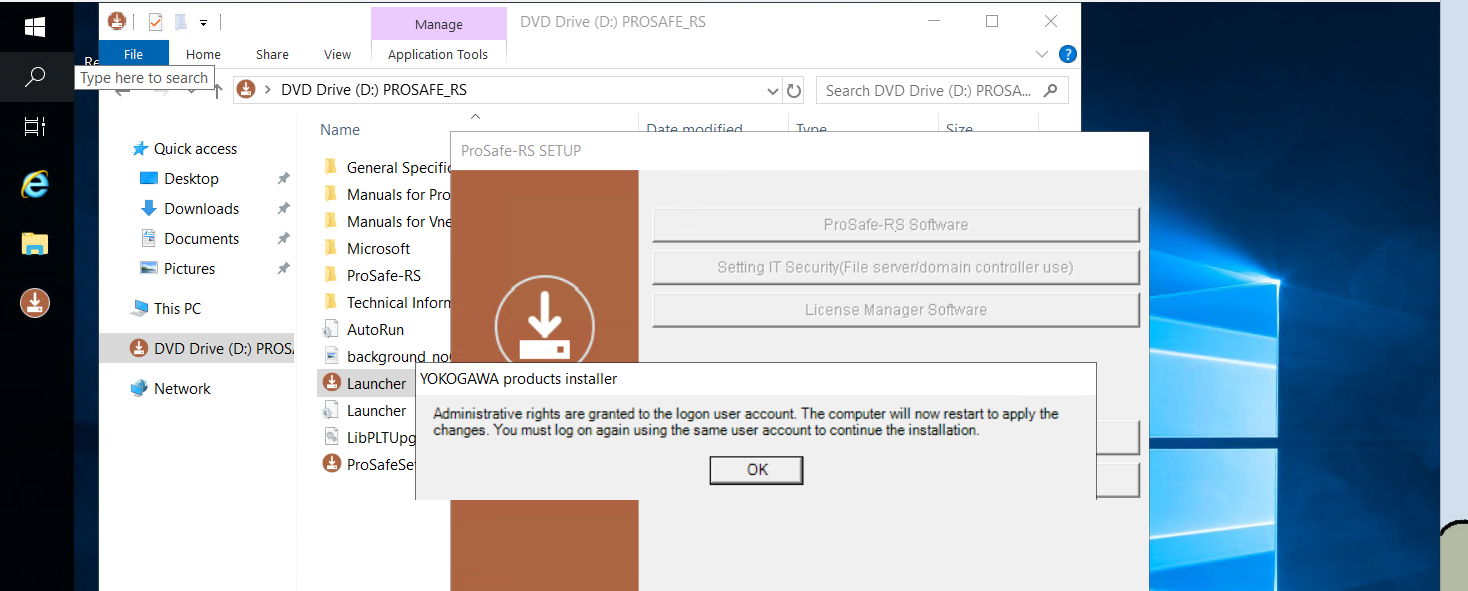 Manage
DVD Drive (D:) PROSAFE_RS
File
Home
Share
View
Application Tools
?
Type here to search
DVD Drive (D:) PROSAFE_RS
Search DVD Drive (D:) PROSA...
Name
Date modified
Type
Size
Quick access
Desktop
Downloads
Documents
Pictures
This PC
DVD Drive (D:) PROSA
Network
General Specific
Manuals for Pro
Manuals for Vne
Microsoft
ProSafe-RS
Technical Inform
AutoRun
background_no
Launcher
Launcher
LibPLTUpg
ProSafeSe
ProSafe-RS SETUP
ProSafe-RS Software
Setting IT Security(File server/domain controller use)
License Manager Software
YOKOGAWA products installer
Administrative rights are granted to the logon user account. The computer will now restart to apply the
changes. You must log on again using the same user account to continue the installation.
OK